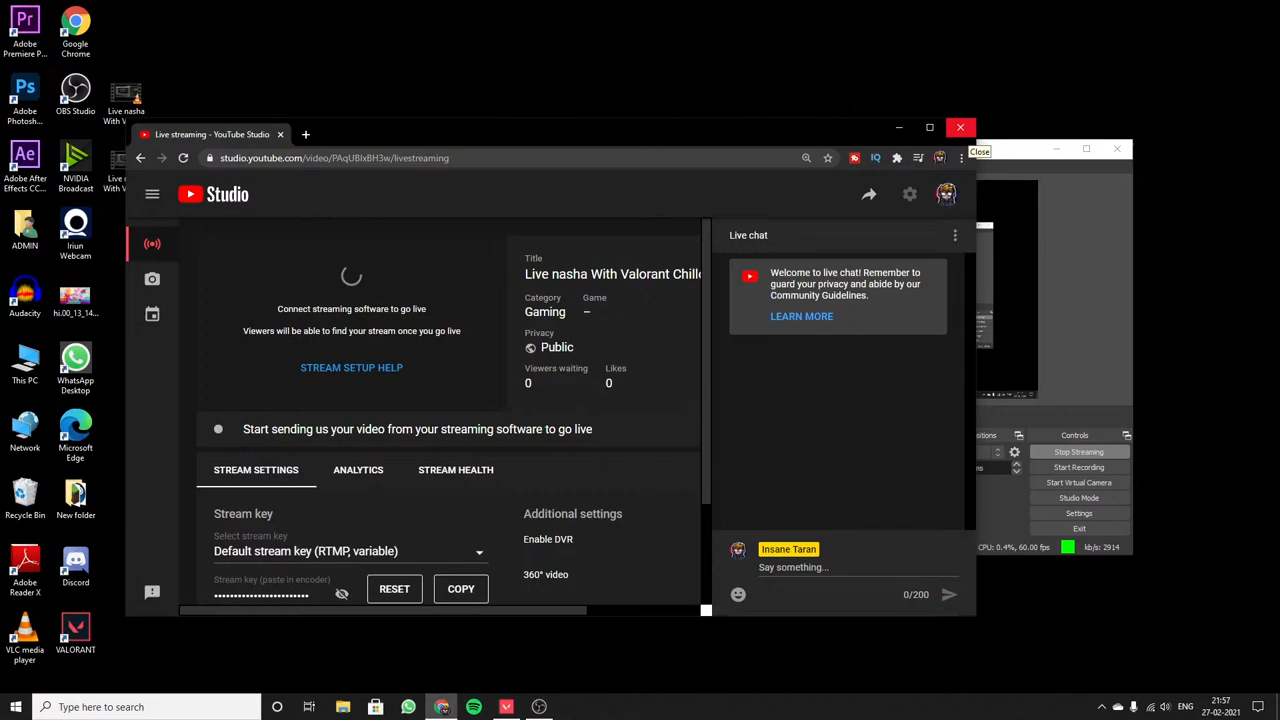 Adobe
Premiere P...
Google
Chrome
Adobe
Photosh...
OBS Studio
Live nasha
With V
Adobe After
Effects CC...
NVIDIA
Broadcast
Live n
With V
ADMIN
Iriun
Webcam
Audacity
hi.00_13_14...
This PC
WhatsApp
Desktop
Network
Microsoft
Edge
Recycle Bin
New folder
Adobe
Reader X
Discord
VLC media
player
VALORANT
Live streaming - YouTube Studio
studio.youtube.com/video/PAqUBlxBH3w/livestreaming
IQ
Close
Studio
Connect streaming software to go live
Viewers will be able to find your stream once you go live
STREAM SETUP HELP
Title
Live nasha With Valorant Chill
Category
Game
Gaming
–
Privacy
Public
Viewers waiting
Likes
0
0
Start sending us your video from your streaming software to go live
STREAM SETTINGS
ANALYTICS
STREAM HEALTH
Stream key
Select stream key
Default stream key (RTMP, variable)
Stream key (paste in encoder)
••••••••••••••••••••••••
RESET
COPY
Additional settings
Enable DVR
360° video
Live chat
Welcome to live chat! Remember to
guard your privacy and abide by our
Community Guidelines.
LEARN MORE
Insane Taran
Say something...
0/200
sitions
Controls
Stop Streaming
ms
Start Recording
Start Virtual Camera
Studio Mode
Settings
Exit
CPU: 0.4%, 60.00 fps
kb/s: 2914
Type here to search
ENG
21:57
27-02-2021